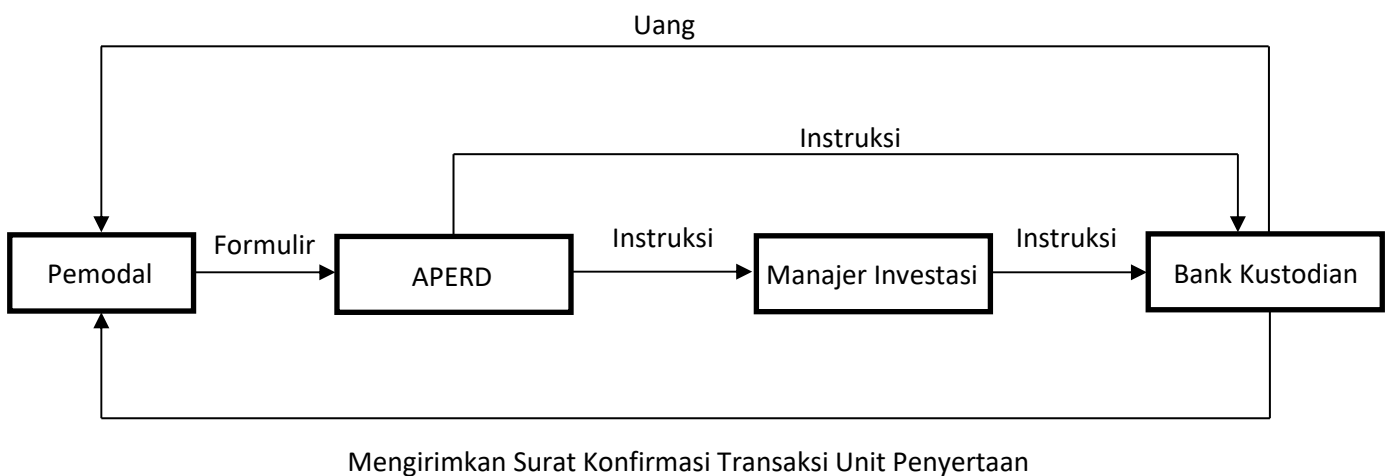 Uang
Instruksi
Formulir
Instruksi
Instruksi
Pemodal
APERD
Manajer Investasi
Bank Kustodian
Mengirimkan Surat Konfirmasi Transaksi Unit Penyertaan